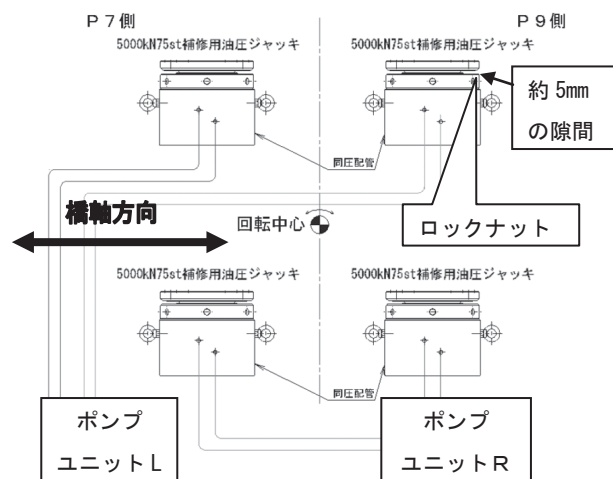 P7側
P9側
5000kN75st補修用油圧ジャッキ
5000kN75st補修用油圧ジャッキ
約5mm
の隙間
同圧配管
橋軸方向
回転中心
ロックナット
5000kN75st補修用油圧ジャッキ
5000kN75st補修用油圧ジャッキ
同圧配管
ポンプ
ユニットL
ポンプ
ユニットR